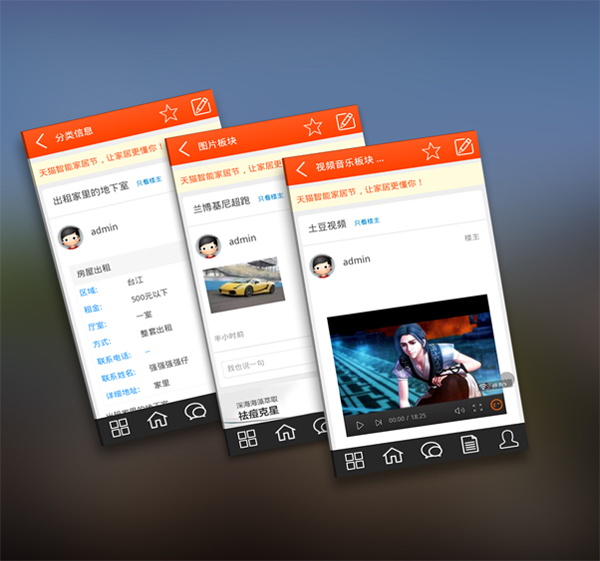 分类信息
天猫智能家居节，让家居更懂你！
出租家里的地下室 只看楼主
admin
房屋出租
区域: 台江
租金: 500元以下
厅室: 一室
方式: 整套出租
联系电话: --
联系姓名: 强强强强仔
详细地址: 家里
出租家里的地下室
图片板块
天猫智能家居节，让
兰博基尼超跑 只看楼主
admin
半小时前
我也说一句
深海海藻萃取
祛痘克星
视频音乐板块 ...
天猫智能家居节，让家居更懂你！
土豆视频 只看楼主
楼主
admin
00:00 / 18:25